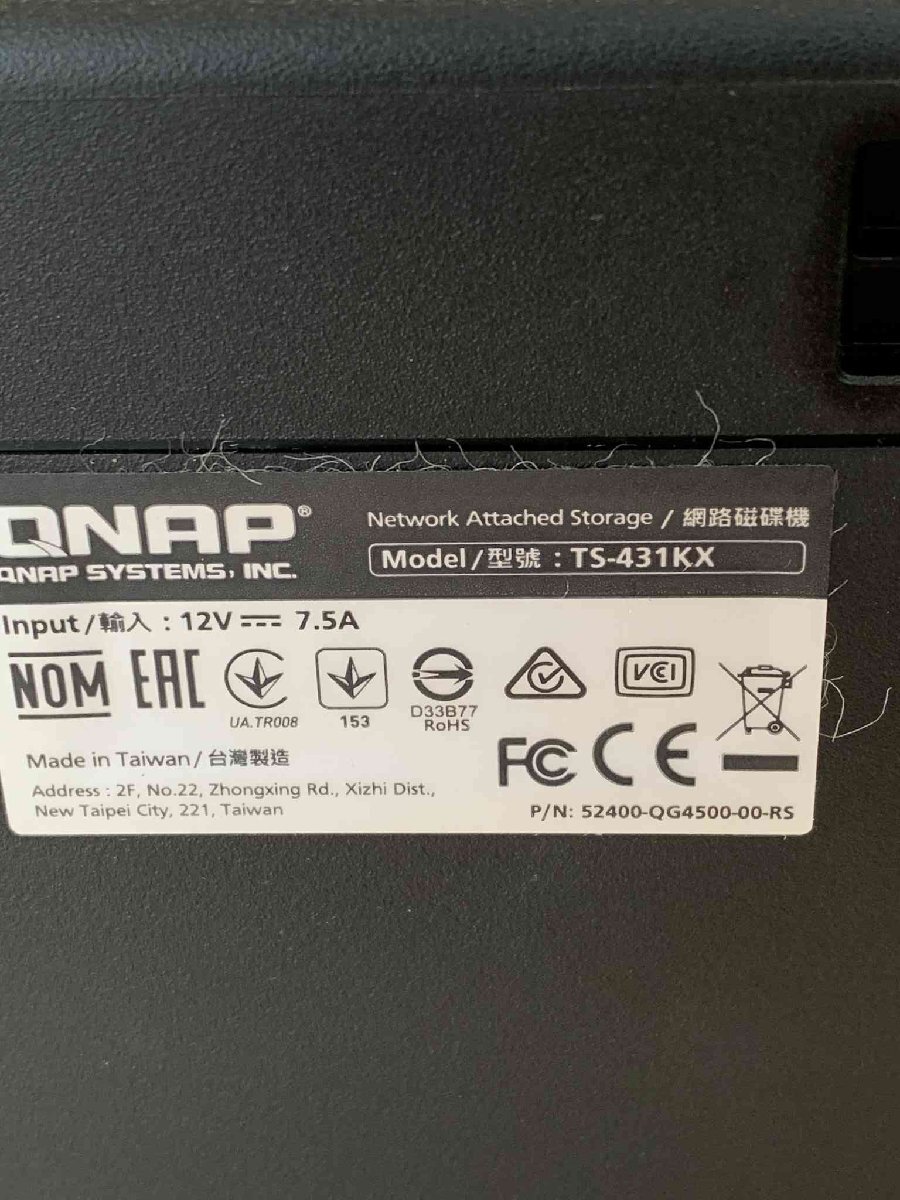 QNAP®
QNAP SYSTEMS, INC.
Network Attached Storage / 網路磁碟機
Model/型號 : TS-431KX
Input/輸入 : 12V 7.5A
NOM EAC
UA.TR008
153
D33B77
RoHS
VCI
Made in Taiwan/台灣製造
FC CE
Address : 2F, No.22, Zhongxing Rd., Xizhi Dist.,
New Taipei City, 221, Taiwan
P/N: 52400-QG4500-00-RS